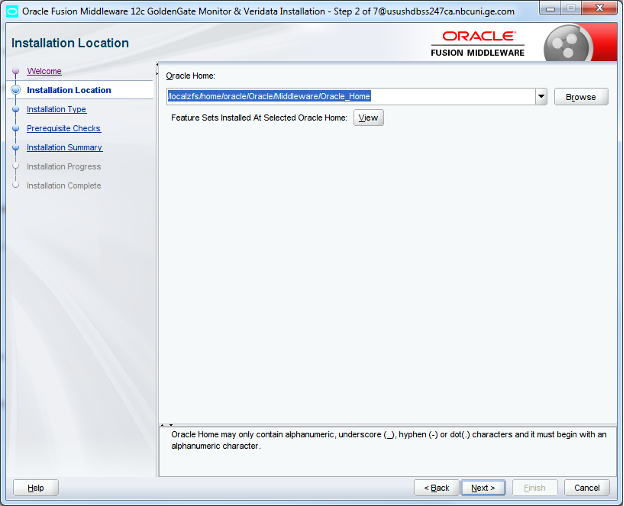 Oracle Fusion Middleware 12c GoldenGate Monitor & Veridata Installation - Step 2 of 7@usushdbss247ca.nbcuni.ge.com
Installation Location
ORACLE
FUSION MIDDLEWARE
Welcome
Installation Location
Installation Type
Prerequisite Checks
Installation Summary
Installation Progress
Installation Complete
Oracle Home:
/localzfs/home/oracle/Oracle/Middleware/Oracle_Home
Browse
Feature Sets Installed At Selected Oracle Home: View
Oracle Home may only contain alphanumeric, underscore (_), hyphen (-) or dot(.) characters and it must begin with an
alphanumeric character.
Help
< Back Next > Finish Cancel